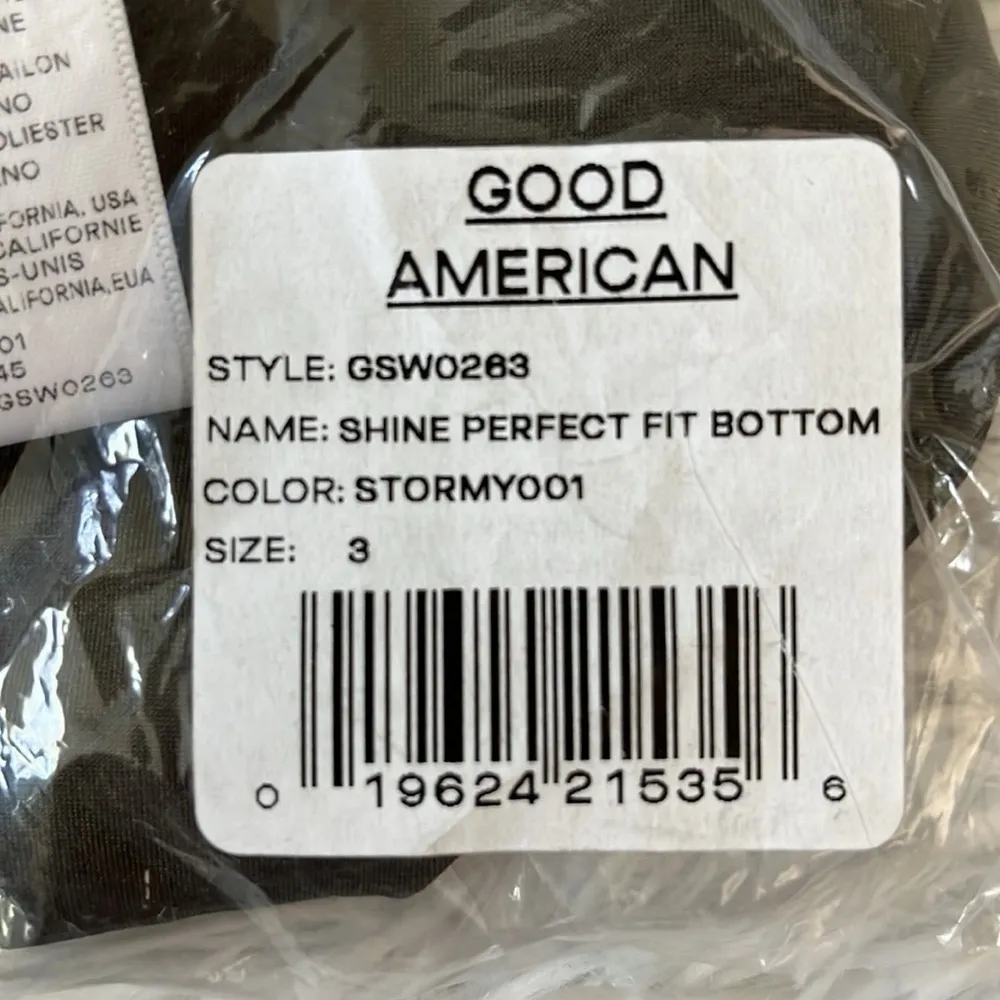 NE
AILON
NO
OLIESTER
NO
FORNIA, USA
CALIFORNIE
S-UNIS
ALIFORNIA,EUA
01
45
GSW0263
GOOD
AMERICAN
STYLE: GSW0263
NAME: SHINE PERFECT FIT BOTTOM
COLOR: STORMY001
SIZE: 3
0 19624 21535 6